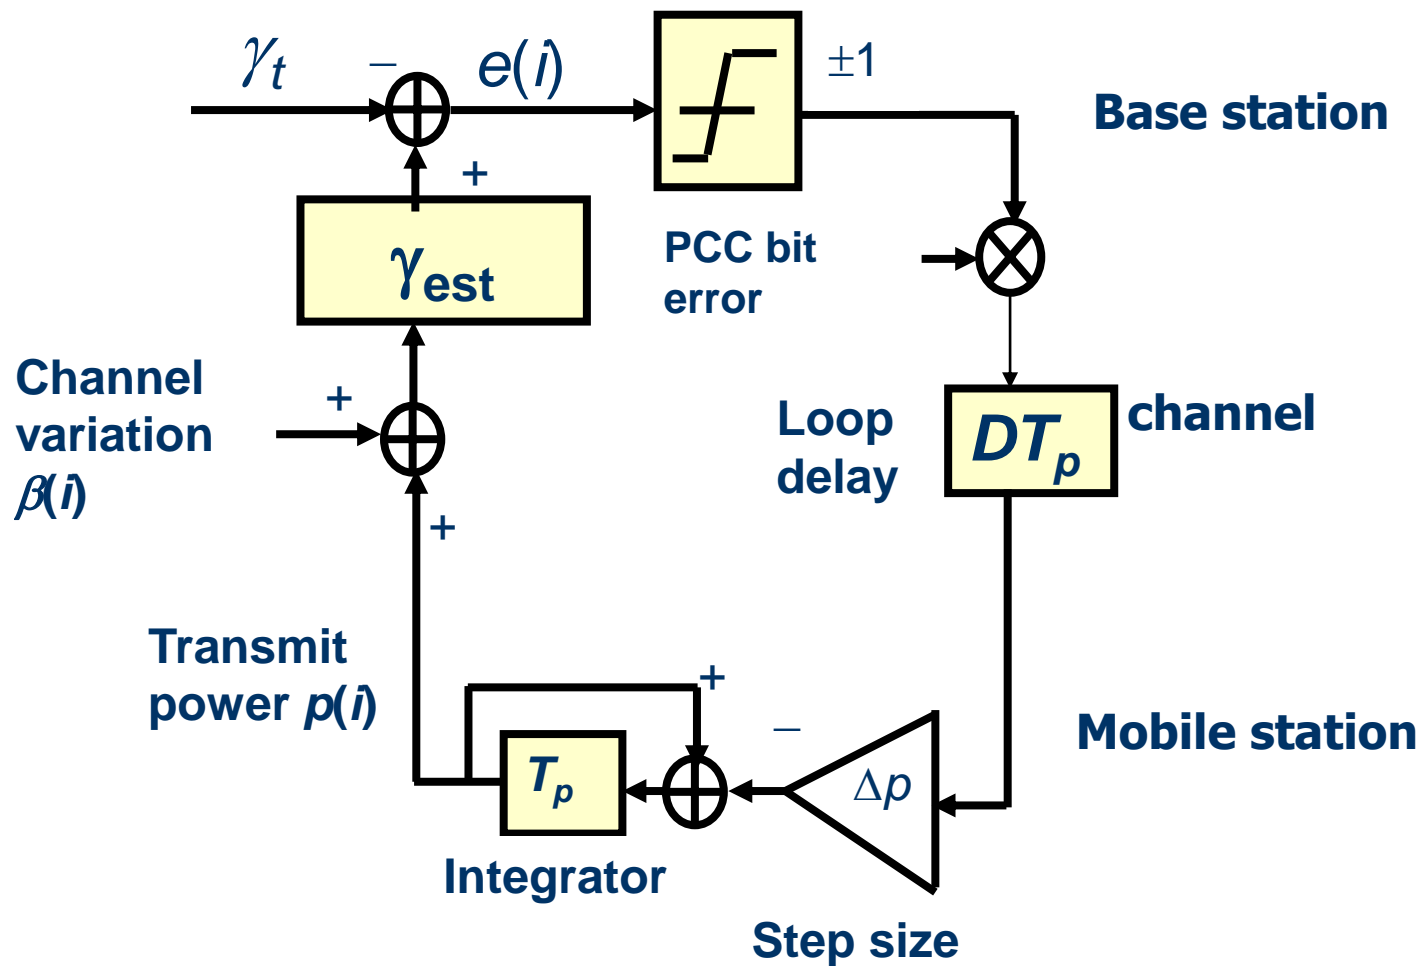 γt
−
e(i)
±1
Base station
+
γest
PCC bit
error
Channel
variation
β(i)
+
Loop
delay
DTp
channel
+
Transmit
power p(i)
+
−
Tp
Δp
Mobile station
Integrator
Step size